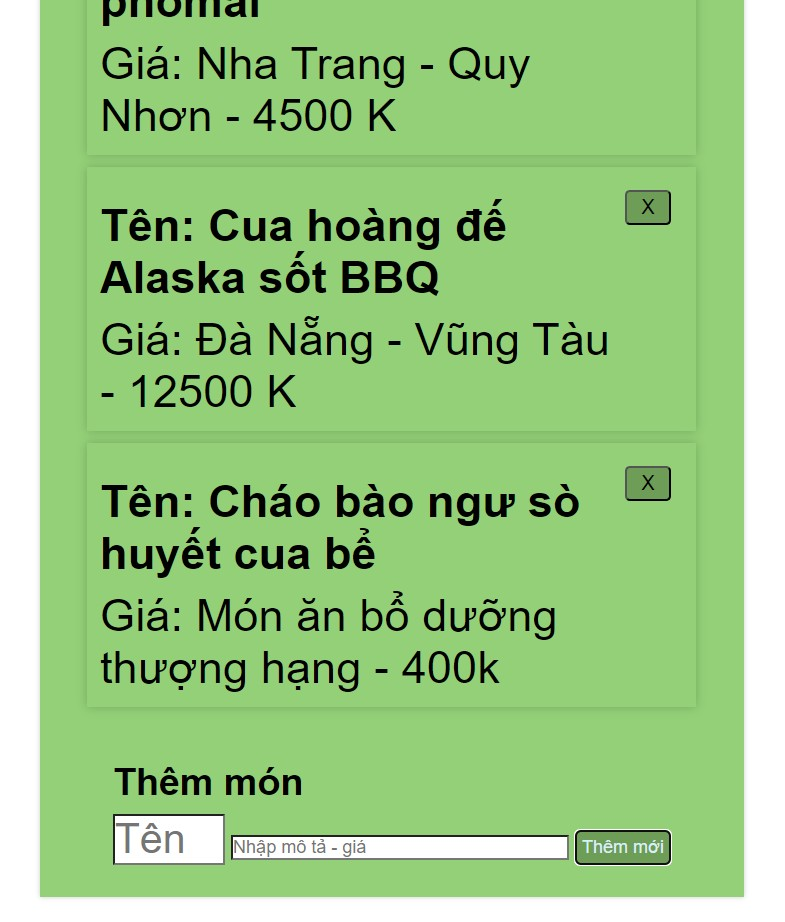 phomai
Giá: Nha Trang - Quy
Nhơn - 4500 K
X
Tên: Cua hoàng đế
Alaska sốt BBQ
Giá: Đà Nẵng - Vũng Tàu
- 12500 K
X
Tên: Cháo bào ngư sò
huyết cua bể
Giá: Món ăn bổ dưỡng
thượng hạng - 400k
Thêm món
Tên Nhập mô tả - giá Thêm mới